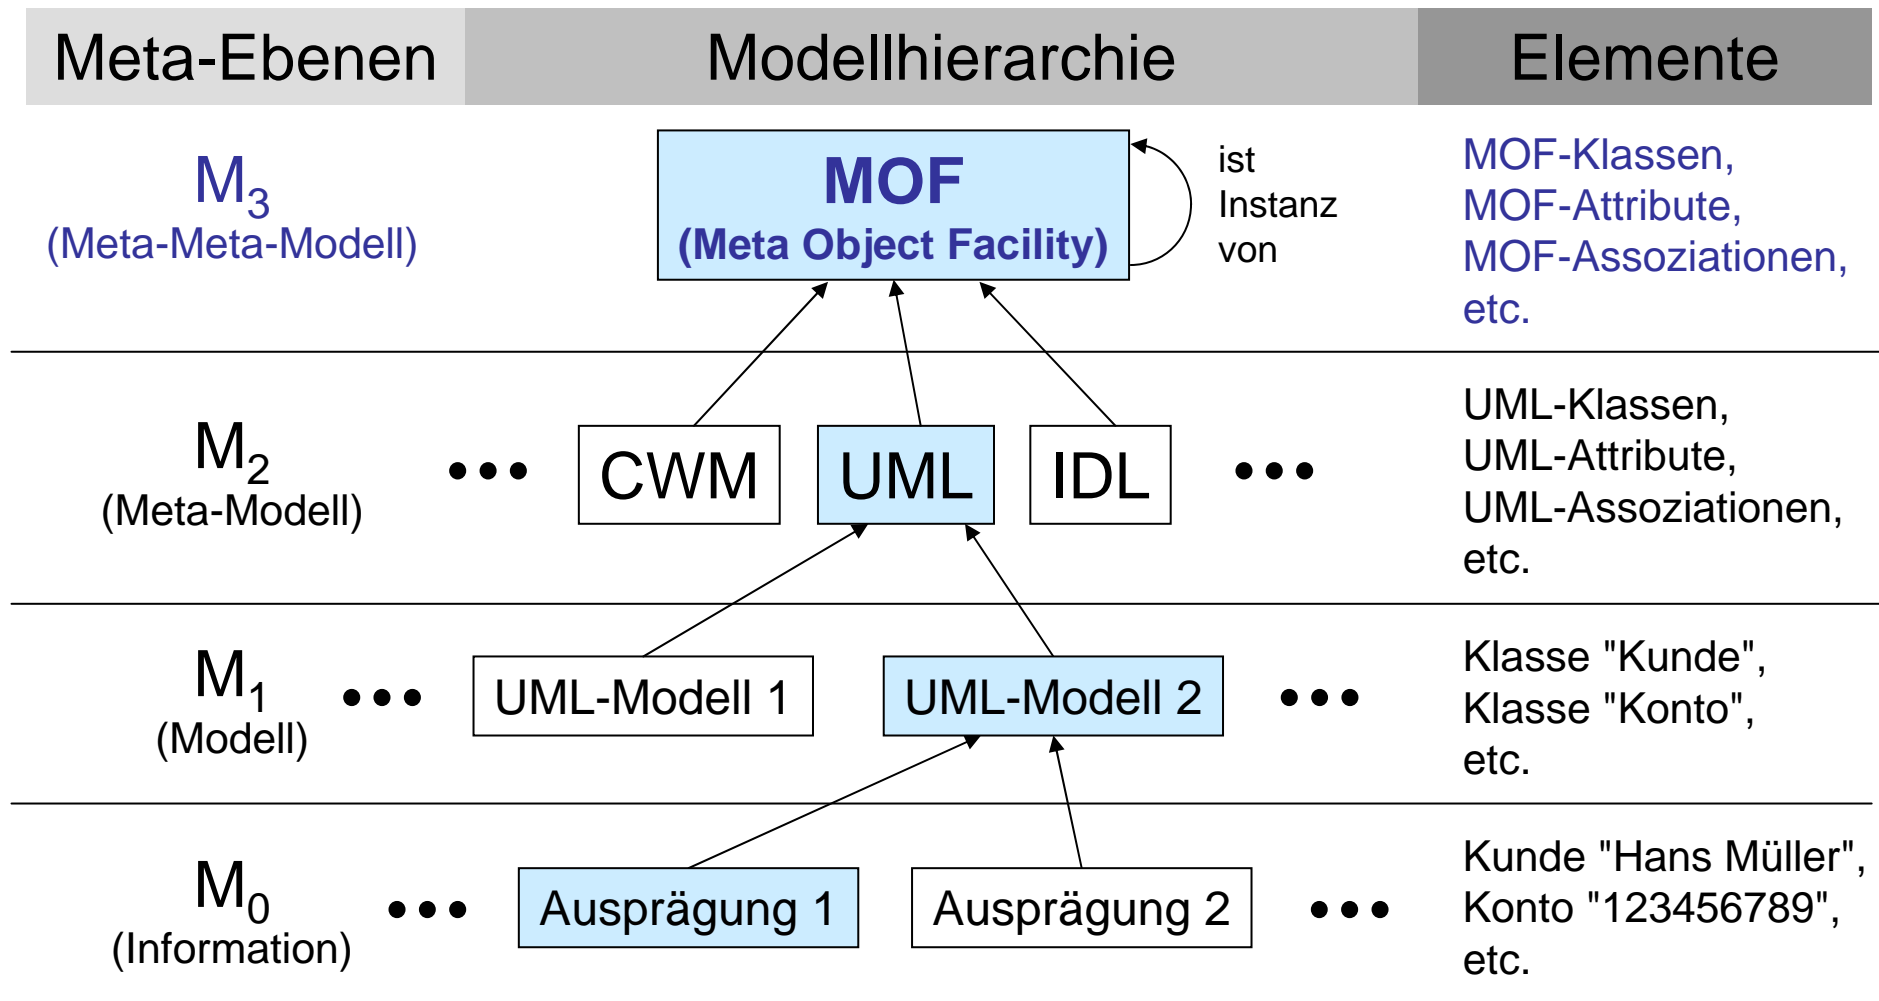 Meta-Ebenen
Modellhierarchie
Elemente
M3
(Meta-Meta-Modell)
MOF
(Meta Object Facility)
ist
Instanz
von
MOF-Klassen,
MOF-Attribute,
MOF-Assoziationen,
etc.
M2
(Meta-Modell)
CWM
UML
IDL
UML-Klassen,
UML-Attribute,
UML-Assoziationen,
etc.
M1
(Modell)
UML-Modell 1
UML-Modell 2
Klasse "Kunde",
Klasse "Konto",
etc.
M0
(Information)
Ausprägung 1
Ausprägung 2
Kunde "Hans Müller",
Konto "123456789",
etc.